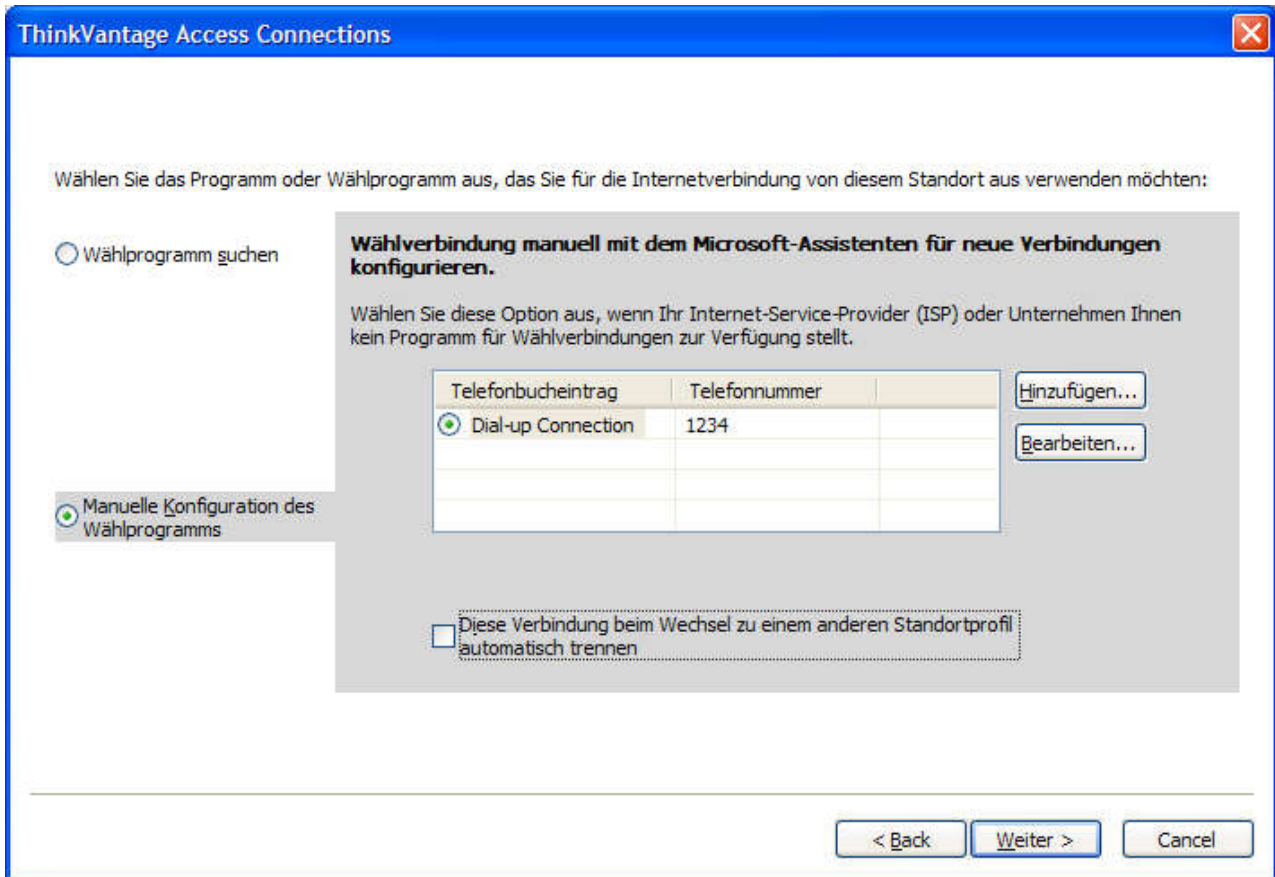 ThinkVantage Access Connections
Wählen Sie das Programm oder Wählprogramm aus, das Sie für die Internetverbindung von diesem Standort aus verwenden möchten:
Wählprogramm suchen
Wählverbindung manuell mit dem Microsoft-Assistenten für neue Verbindungen
konfigurieren.
Wählen Sie diese Option aus, wenn Ihr Internet-Service-Provider (ISP) oder Unternehmen Ihnen
kein Programm für Wählverbindungen zur Verfügung stellt.
Telefonbucheintrag Telefonnummer
Hinzufügen...
Dial-up Connection 1234
Bearbeiten...
Manuelle Konfiguration des
Wählprogramms
Diese Verbindung beim Wechsel zu einem anderen Standortprofil
automatisch trennen
< Back Weiter > Cancel